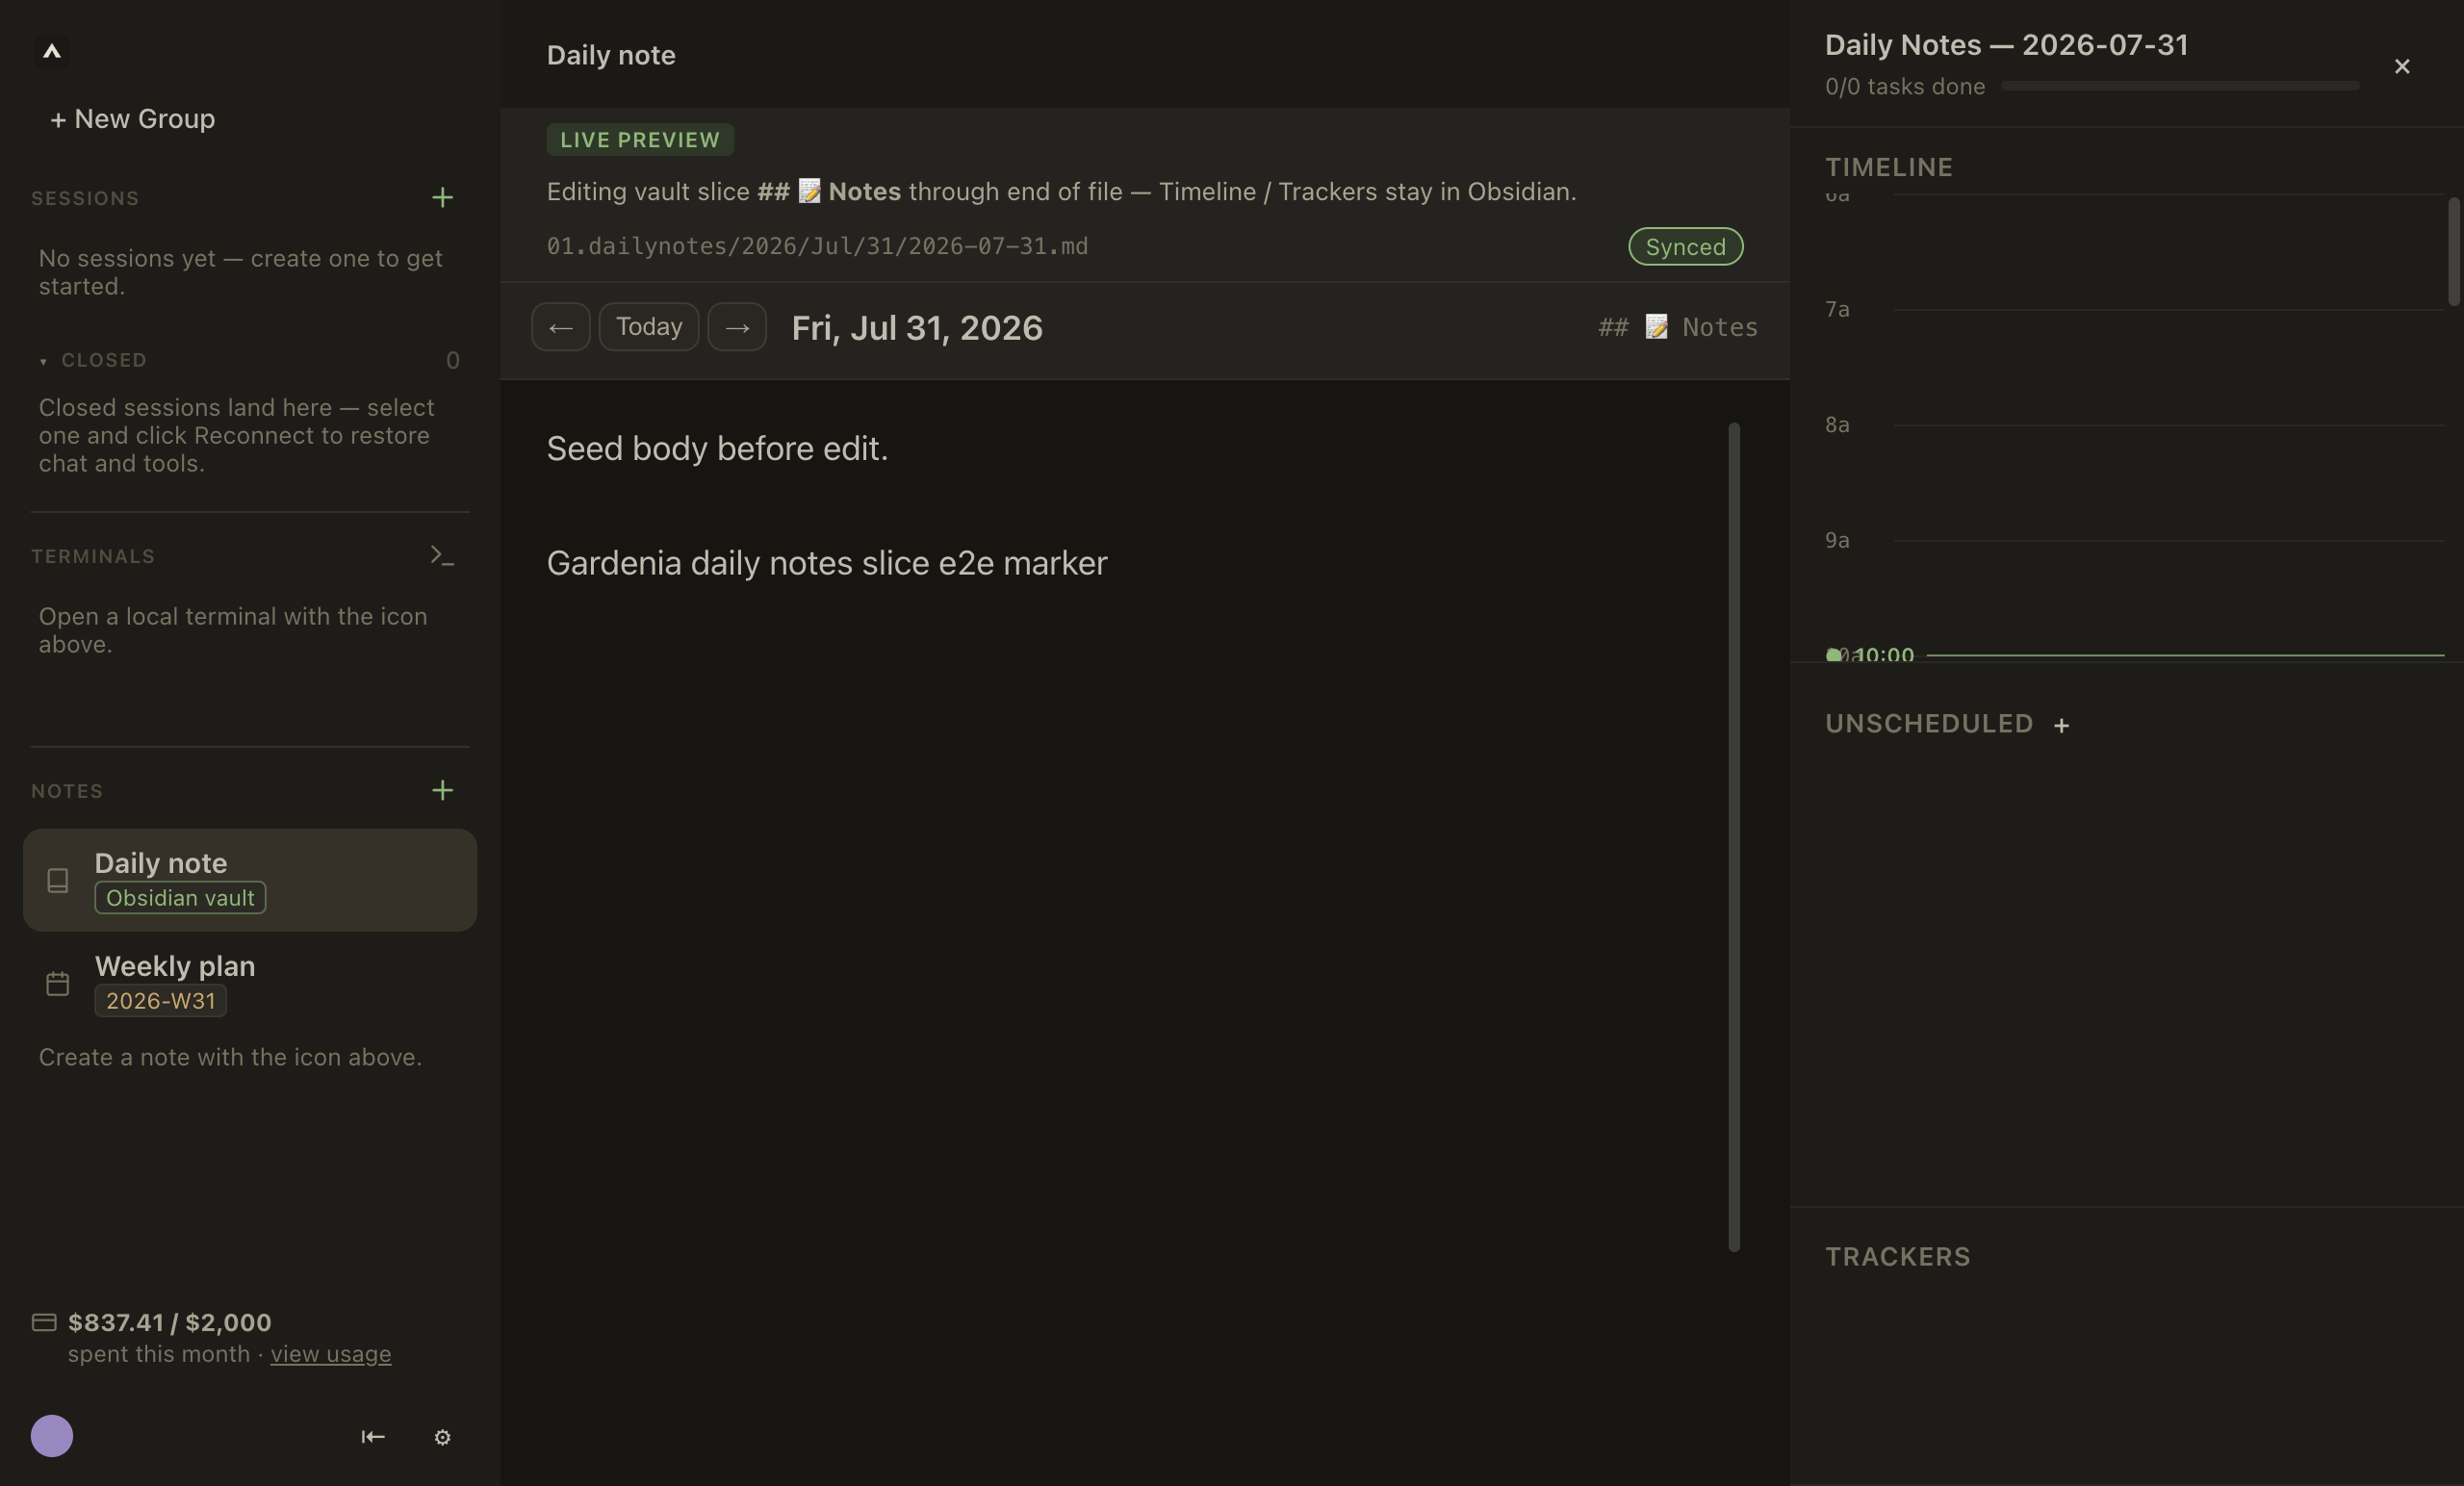 + New Group
SESSIONS
No sessions yet — create one to get
started.
CLOSED 0
Closed sessions land here — select
one and click Reconnect to restore
chat and tools.
TERMINALS
Open a local terminal with the icon
above.
NOTES
Daily note
Obsidian vault
Weekly plan
2026-W31
Create a note with the icon above.
$837.41 / $2,000
spent this month · view usage
Daily note
LIVE PREVIEW
Editing vault slice ## 📝 Notes through end of file — Timeline / Trackers stay in Obsidian.
01.dailynotes/2026/Jul/31/2026-07-31.md
Synced
← Today → Fri, Jul 31, 2026
## 📝 Notes
Seed body before edit.
Gardenia daily notes slice e2e marker
Daily Notes — 2026-07-31
0/0 tasks done
TIMELINE
6a
7a
8a
9a
10:00
UNSCHEDULED +
TRACKERS